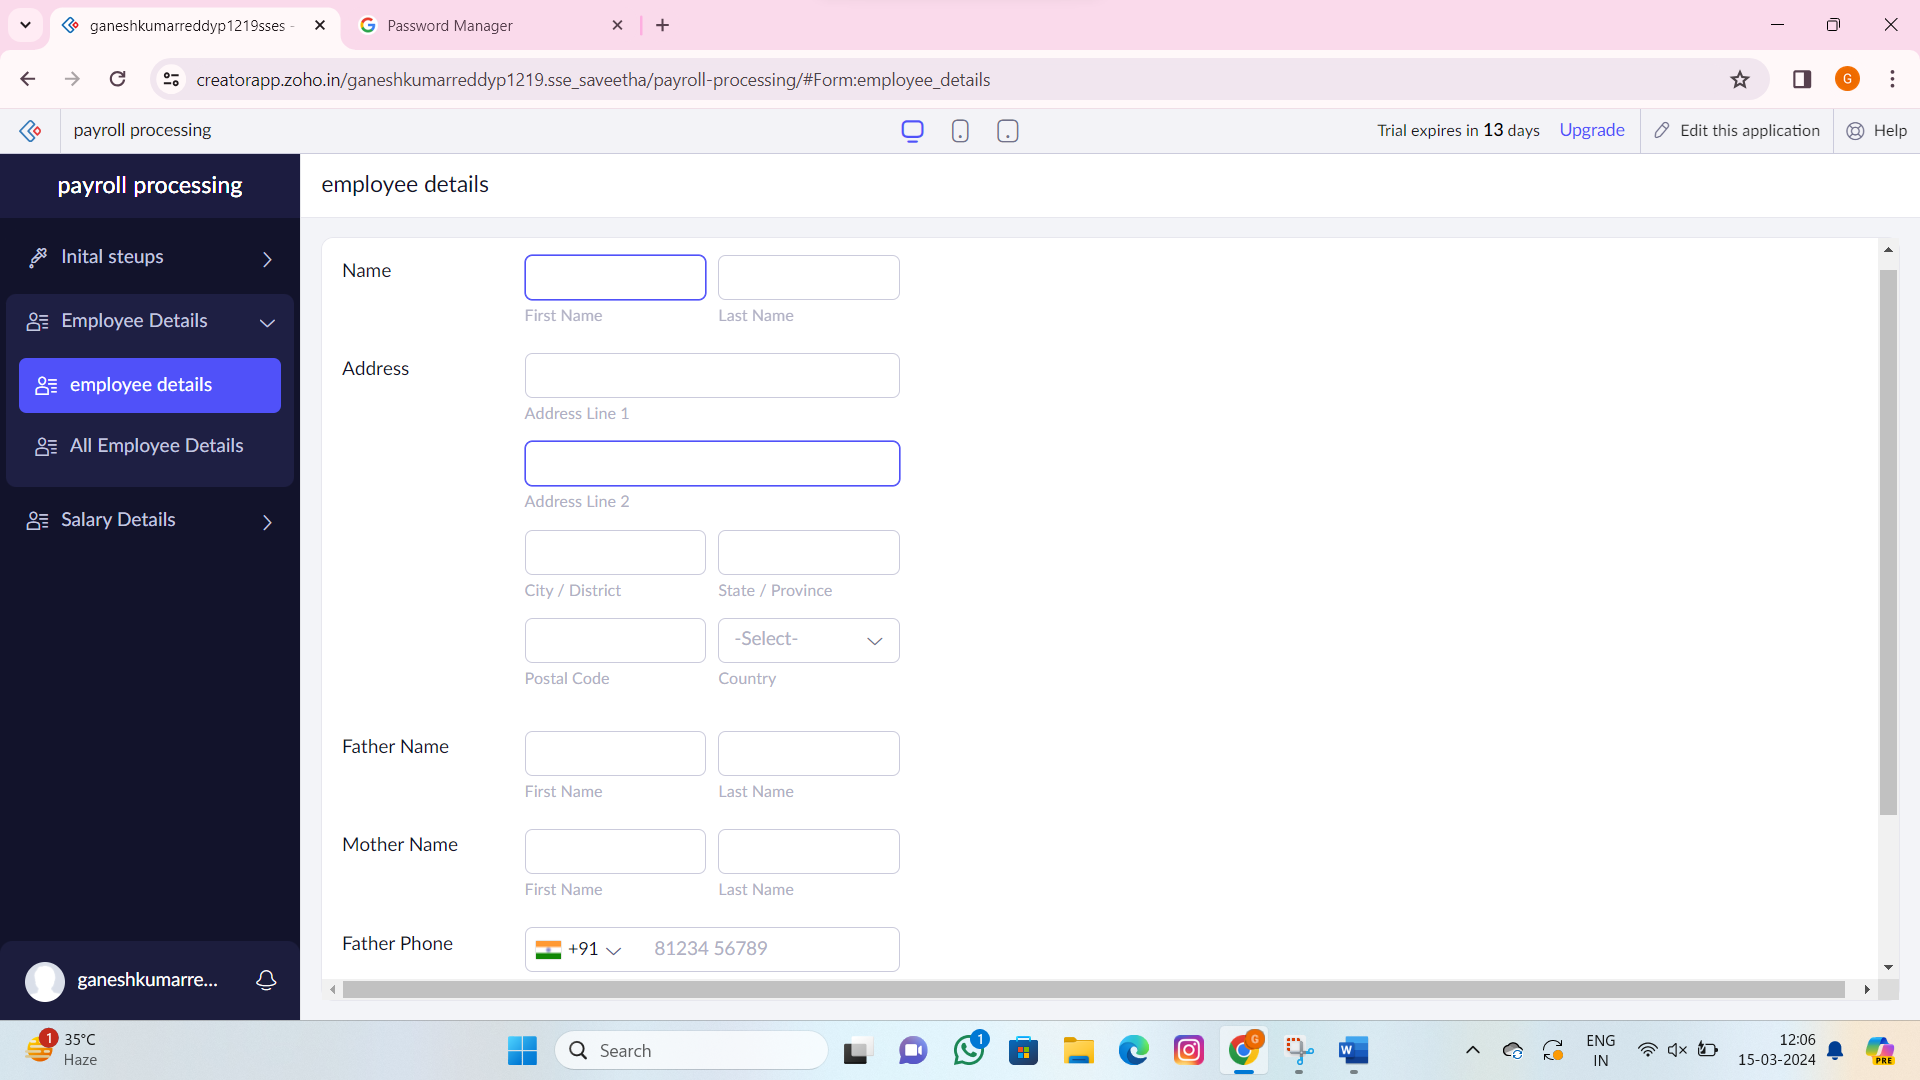 ganeshkumarreddyp1219sses -
Password Manager
creatorapp.zoho.in/ganeshkumarreddyp1219.sse_saveetha/payroll-processing/#Form:employee_details
G
payroll processing
Trial expires in 13 days
Upgrade
Edit this application
Help
payroll processing
Inital steups
Employee Details
employee details
All Employee Details
Salary Details
ganeshkumarre...
employee details
Name
First Name
Last Name
Address
Address Line 1
Address Line 2
City / District
State / Province
-Select-
Postal Code
Country
Father Name
First Name
Last Name
Mother Name
First Name
Last Name
Father Phone
+91
81234 56789
1
35°C
Haze
Search
1
G
W
ENG
IN
12:06
15-03-2024
PRE